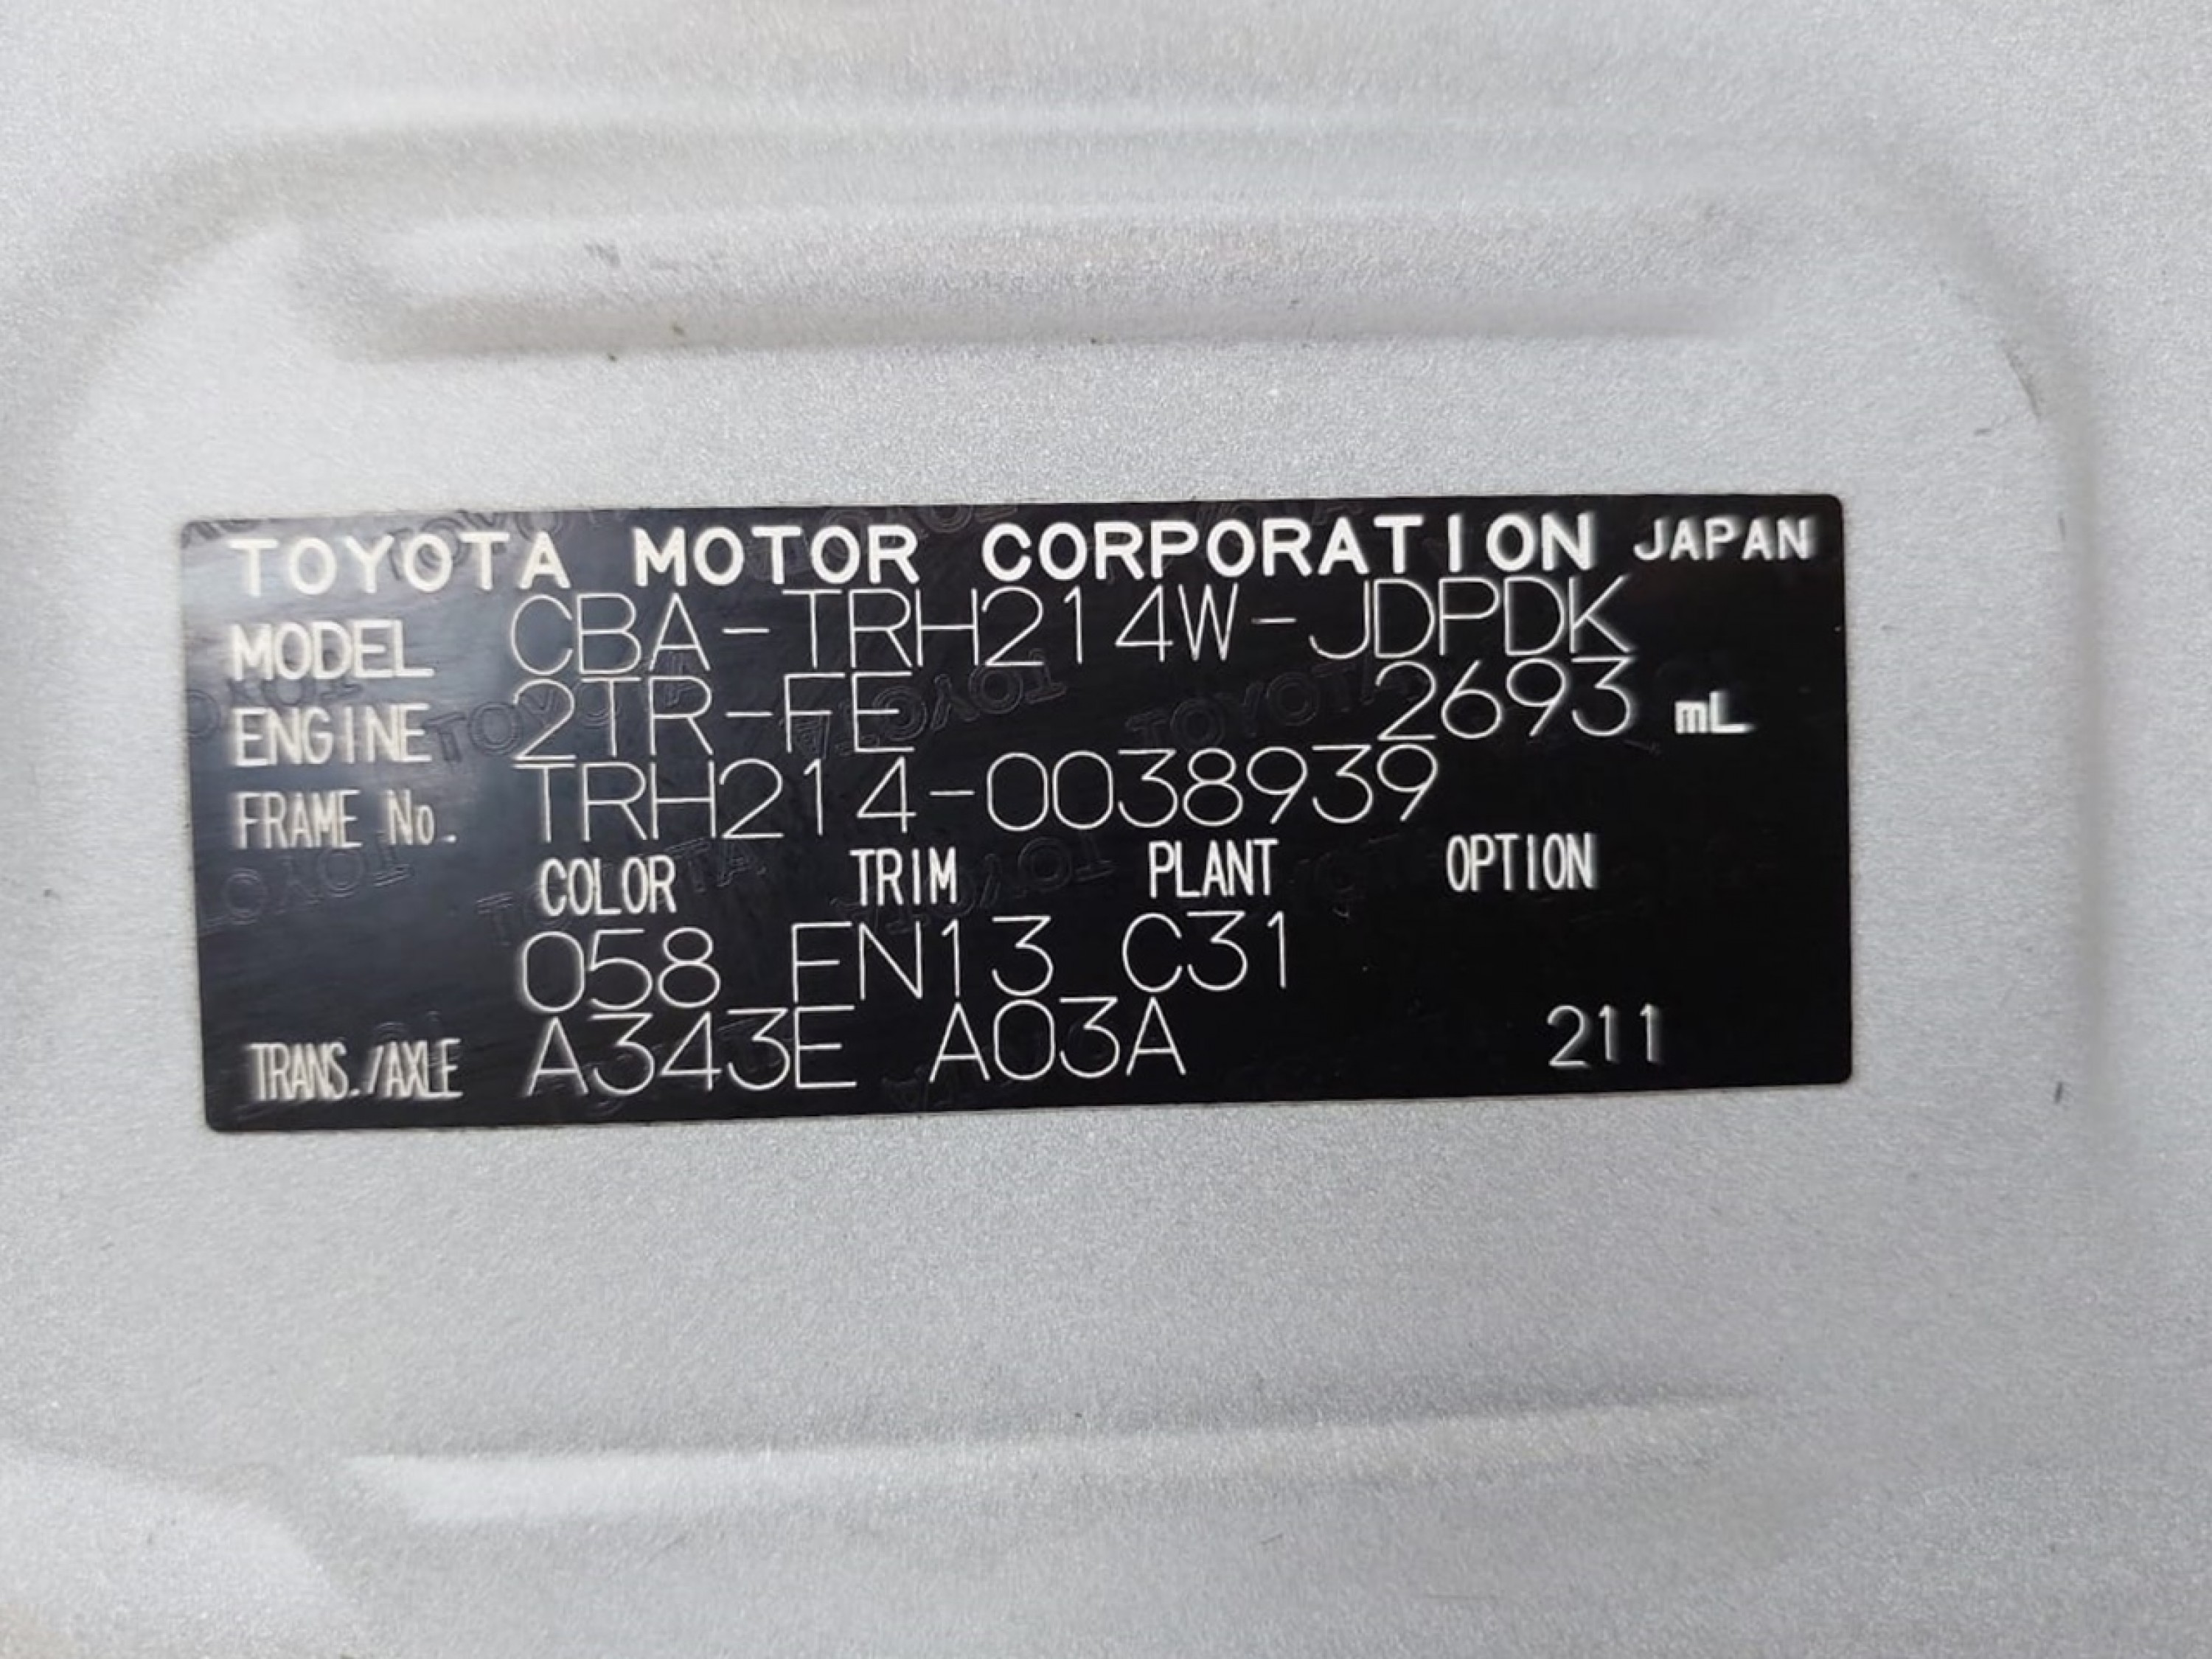 TOYOTA MOTOR CORPORATION JAPAN
MODEL CBA-TRH214W-JDPDK
ENGINE 2TR-FE 2693 mL
FRAME No. TRH214-0038939
COLOR TRIM PLANT OPTION
058 FN13 C31
TRANS./AXLE A343E A03A 211